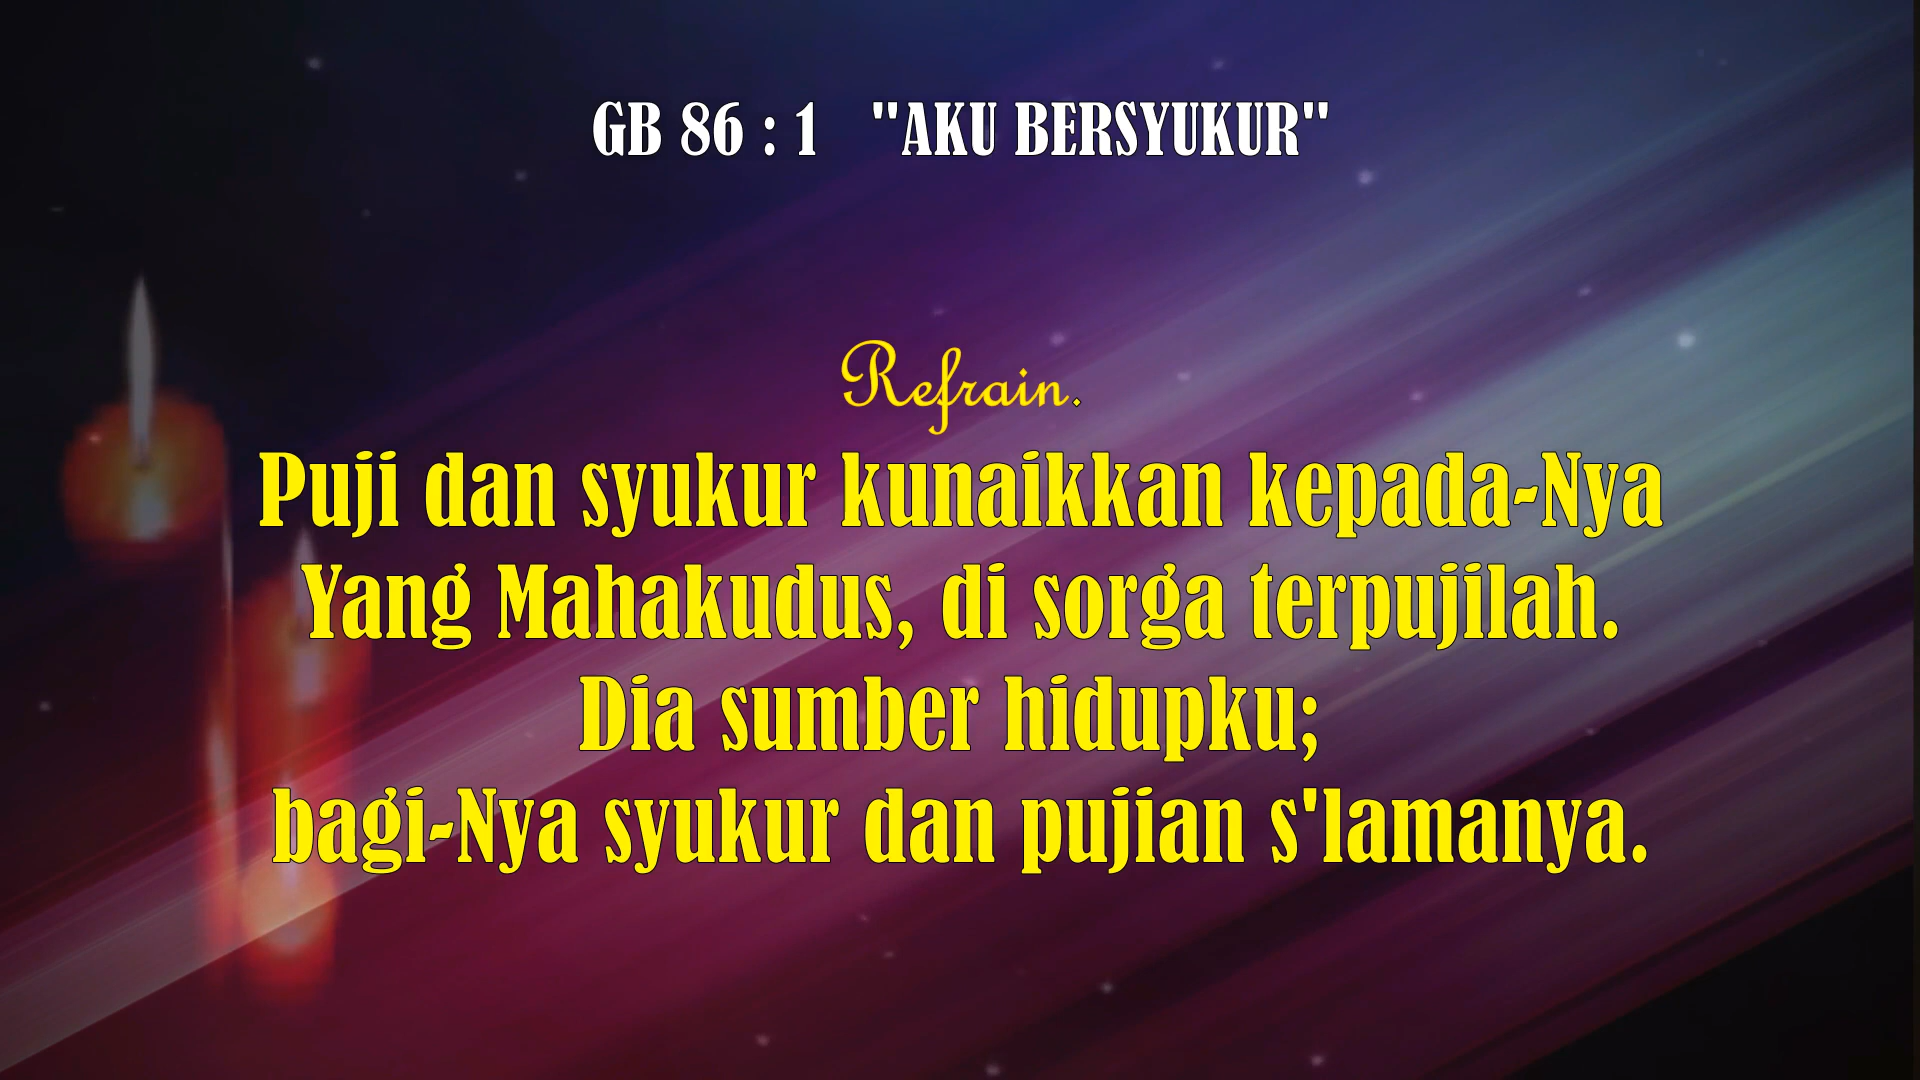 GB 86 : 1 "AKU BERSYUKUR"
Refrain.
Puji dan syukur kunaikkan kepada-Nya
Yang Mahakudus, di sorga terpujilah.
Dia sumber hidupku;
bagi-Nya syukur dan pujian s'lamanya.